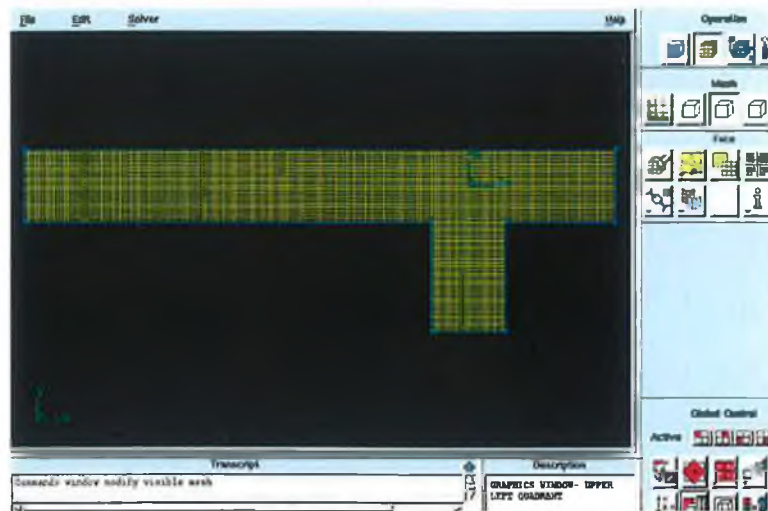 File Edit Solver Help
Operation
Mesh
Face
Global Control
Active
Transcript
Description
Commands window modify visible mesh
GRAPHICS WINDOW- UPPER
LEFT QUADRANT